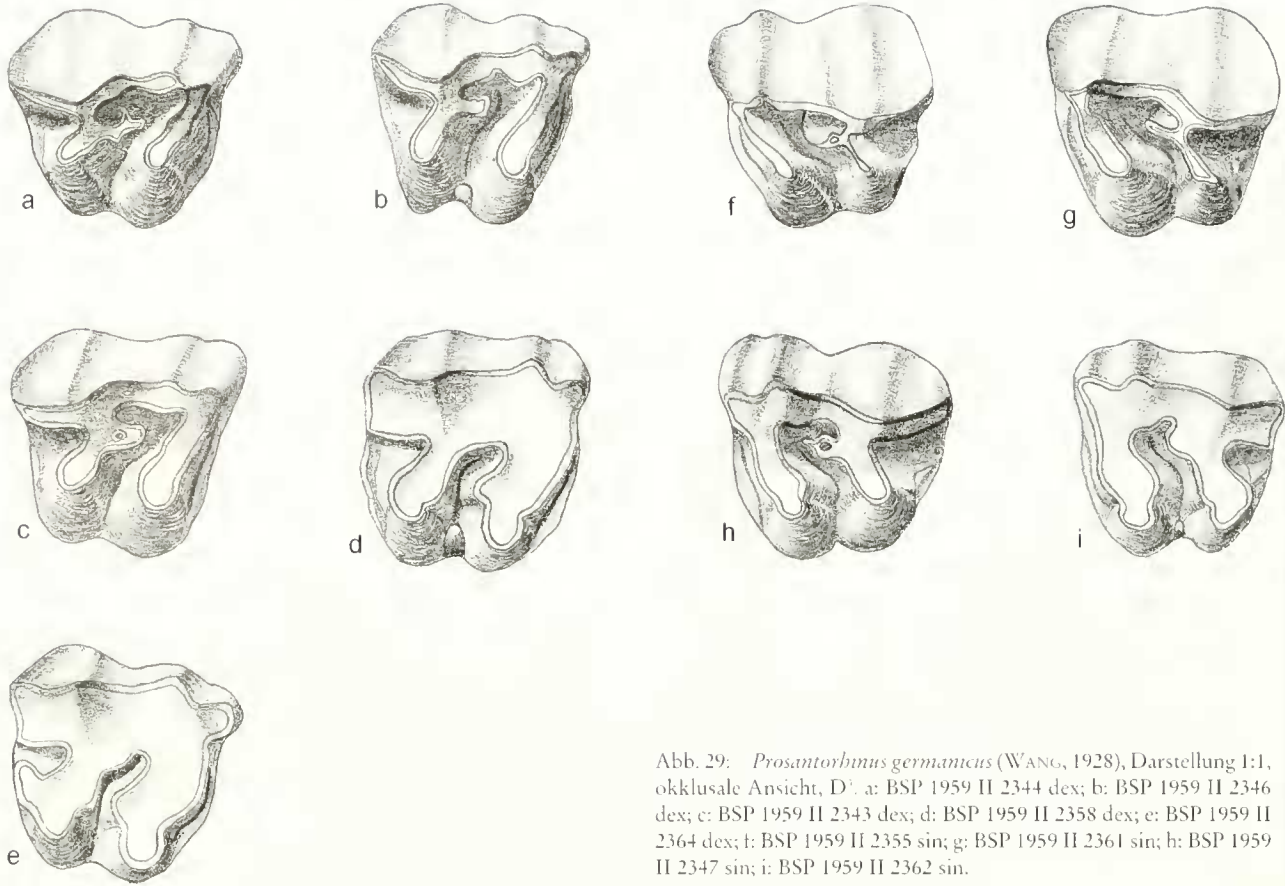 a
b
f
g
c
d
h
i
e
Abb. 29: Prosantorhinus germanicus (WANG, 1928), Darstellung 1:1,
okklusale Ansicht, D³. a: BSP 1959 II 2344 dex; b: BSP 1959 II 2346
dex; c: BSP 1959 II 2343 dex; d: BSP 1959 II 2358 dex; e: BSP 1959 II
2364 dex; f: BSP 1959 II 2355 sin; g: BSP 1959 II 2361 sin; h: BSP 1959
II 2347 sin; i: BSP 1959 II 2362 sin.